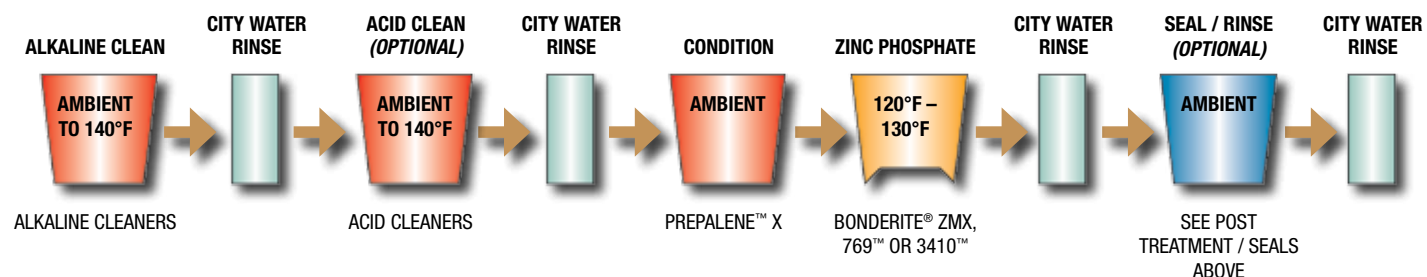 ALKALINE CLEAN
AMBIENT
TO 140°F
ALKALINE CLEANERS
CITY WATER
RINSE
ACID CLEAN
(OPTIONAL)
AMBIENT
TO 140°F
ACID CLEANERS
CITY WATER
RINSE
CONDITION
AMBIENT
PREPALENE™ X
ZINC PHOSPHATE
120°F –
130°F
BONDERITE® ZMX,
769™ OR 3410™
CITY WATER
RINSE
SEAL / RINSE
(OPTIONAL)
AMBIENT
SEE POST
TREATMENT / SEALS
ABOVE
CITY WATER
RINSE